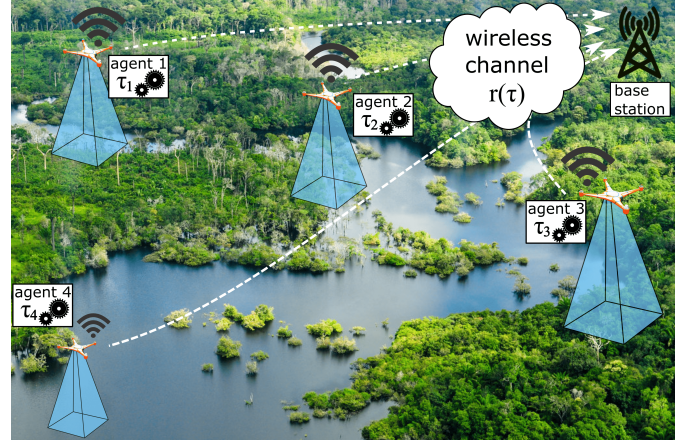 agent 1
τ₁
agent 2
τ₂
wireless
channel
r(τ)
base
station
agent 3
τ₃
agent 4
τ₄